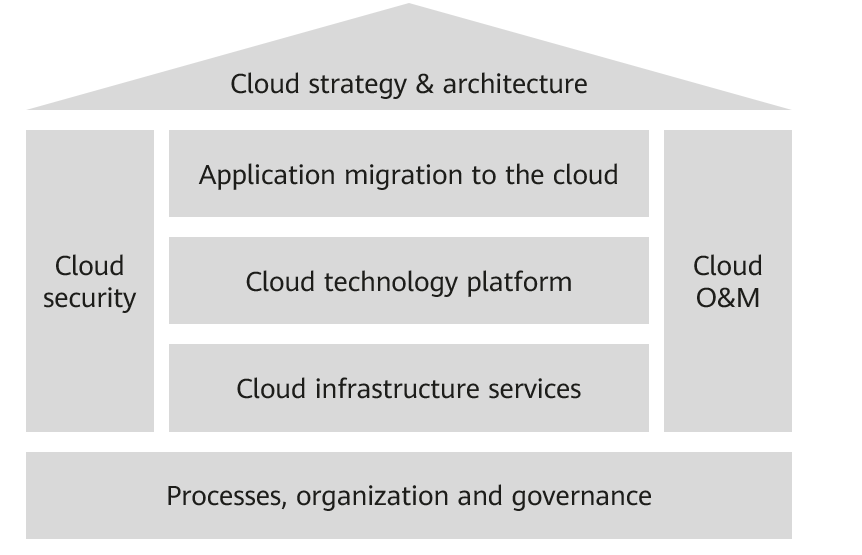 Cloud strategy & architecture
Application migration to the cloud
Cloud technology platform
Cloud infrastructure services
Cloud
security
Cloud
O&M
Processes, organization and governance